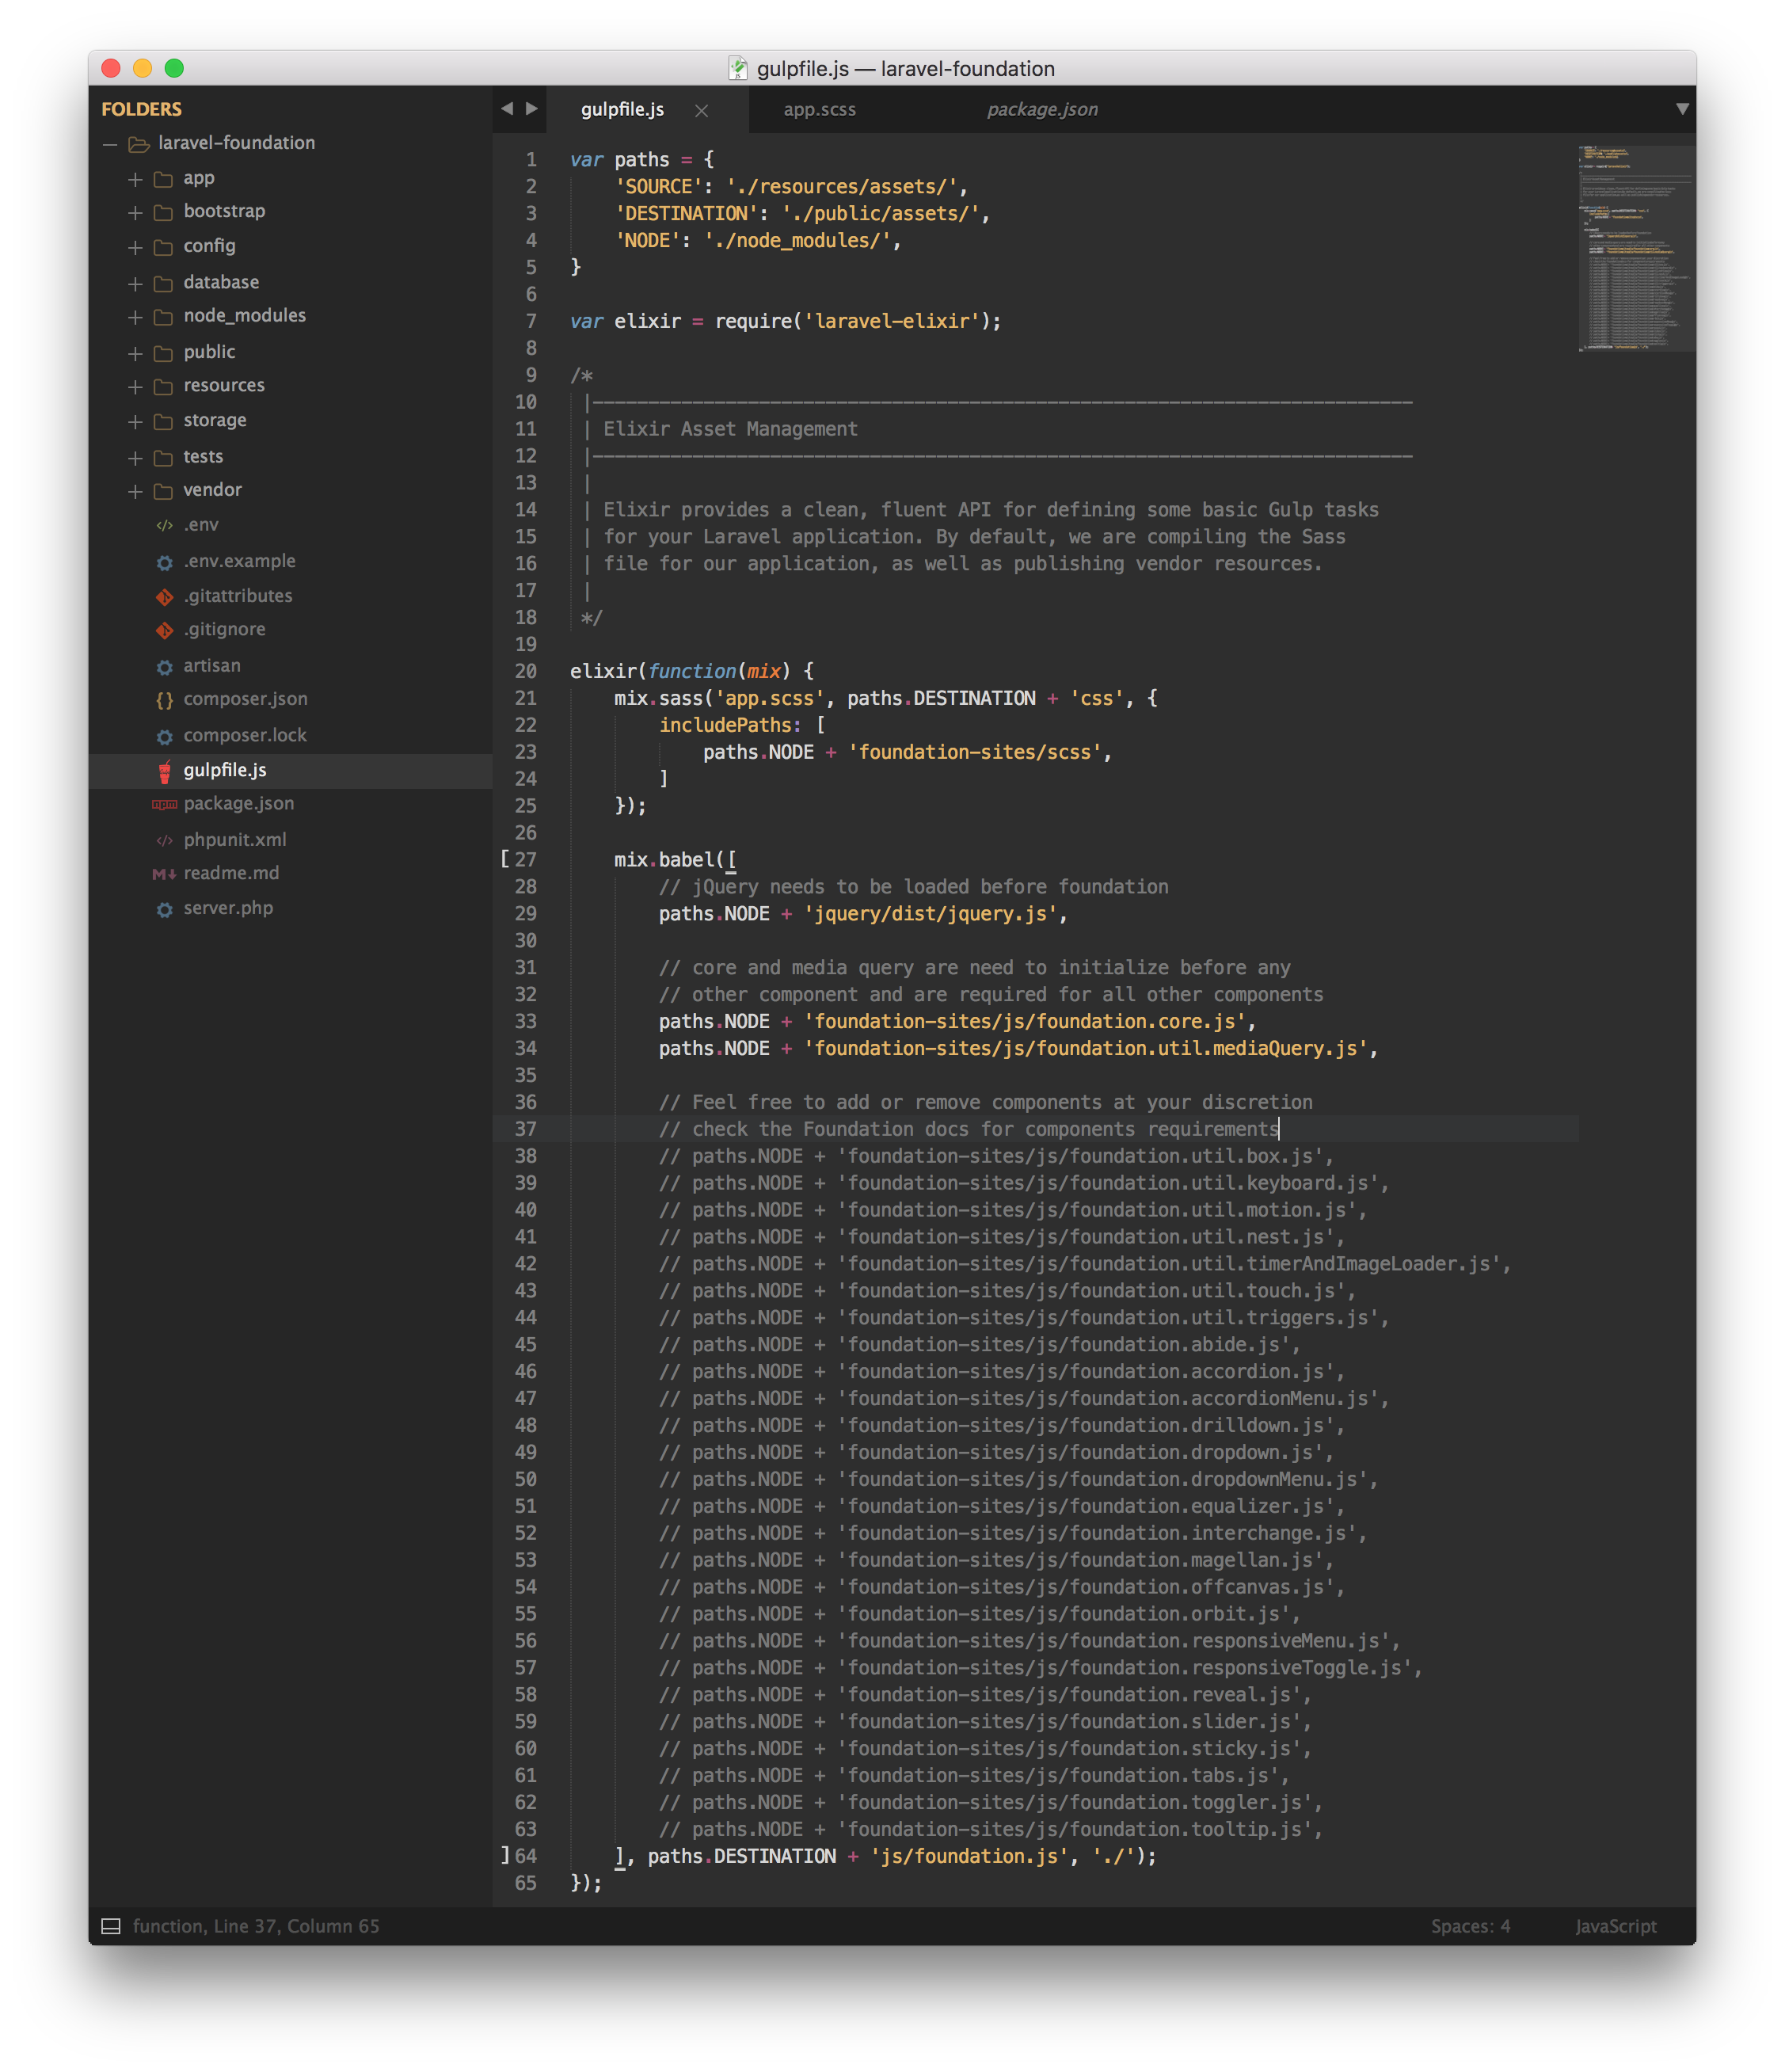 gulpfile.js — laravel-foundation
FOLDERS
laravel-foundation
app
bootstrap
config
database
node_modules
public
resources
storage
tests
vendor
.env
.env.example
.gitattributes
.gitignore
artisan
composer.json
composer.lock
gulpfile.js
package.json
phpunit.xml
readme.md
server.php
gulpfile.js app.scss package.json
1 var paths = {
2     'SOURCE': './resources/assets/',
3     'DESTINATION': './public/assets/',
4     'NODE': './node_modules/',
5 }
6
7 var elixir = require('laravel-elixir');
8
9 /*
10  |--------------------------------------------------------------------------
11  | Elixir Asset Management
12  |--------------------------------------------------------------------------
13  |
14  | Elixir provides a clean, fluent API for defining some basic Gulp tasks
15  | for your Laravel application. By default, we are compiling the Sass
16  | file for our application, as well as publishing vendor resources.
17  |
18  */
19
20 elixir(function(mix) {
21     mix.sass('app.scss', paths.DESTINATION + 'css', {
22         includePaths: [
23             paths.NODE + 'foundation-sites/scss',
24         ]
25     });
26
[ 27     mix.babel([
28         // jQuery needs to be loaded before foundation
29         paths.NODE + 'jquery/dist/jquery.js',
30
31         // core and media query are need to initialize before any
32         // other component and are required for all other components
33         paths.NODE + 'foundation-sites/js/foundation.core.js',
34         paths.NODE + 'foundation-sites/js/foundation.util.mediaQuery.js',
35
36         // Feel free to add or remove components at your discretion
37         // check the Foundation docs for components requirements
38         // paths.NODE + 'foundation-sites/js/foundation.util.box.js',
39         // paths.NODE + 'foundation-sites/js/foundation.util.keyboard.js',
40         // paths.NODE + 'foundation-sites/js/foundation.util.motion.js',
41         // paths.NODE + 'foundation-sites/js/foundation.util.nest.js',
42         // paths.NODE + 'foundation-sites/js/foundation.util.timerAndImageLoader.js',
43         // paths.NODE + 'foundation-sites/js/foundation.util.touch.js',
44         // paths.NODE + 'foundation-sites/js/foundation.util.triggers.js',
45         // paths.NODE + 'foundation-sites/js/foundation.abide.js',
46         // paths.NODE + 'foundation-sites/js/foundation.accordion.js',
47         // paths.NODE + 'foundation-sites/js/foundation.accordionMenu.js',
48         // paths.NODE + 'foundation-sites/js/foundation.drilldown.js',
49         // paths.NODE + 'foundation-sites/js/foundation.dropdown.js',
50         // paths.NODE + 'foundation-sites/js/foundation.dropdownMenu.js',
51         // paths.NODE + 'foundation-sites/js/foundation.equalizer.js',
52         // paths.NODE + 'foundation-sites/js/foundation.interchange.js',
53         // paths.NODE + 'foundation-sites/js/foundation.magellan.js',
54         // paths.NODE + 'foundation-sites/js/foundation.offcanvas.js',
55         // paths.NODE + 'foundation-sites/js/foundation.orbit.js',
56         // paths.NODE + 'foundation-sites/js/foundation.responsiveMenu.js',
57         // paths.NODE + 'foundation-sites/js/foundation.responsiveToggle.js',
58         // paths.NODE + 'foundation-sites/js/foundation.reveal.js',
59         // paths.NODE + 'foundation-sites/js/foundation.slider.js',
60         // paths.NODE + 'foundation-sites/js/foundation.sticky.js',
61         // paths.NODE + 'foundation-sites/js/foundation.tabs.js',
62         // paths.NODE + 'foundation-sites/js/foundation.toggler.js',
63         // paths.NODE + 'foundation-sites/js/foundation.tooltip.js',
] 64     ], paths.DESTINATION + 'js/foundation.js', './');
65 });
function, Line 37, Column 65 Spaces: 4 JavaScript